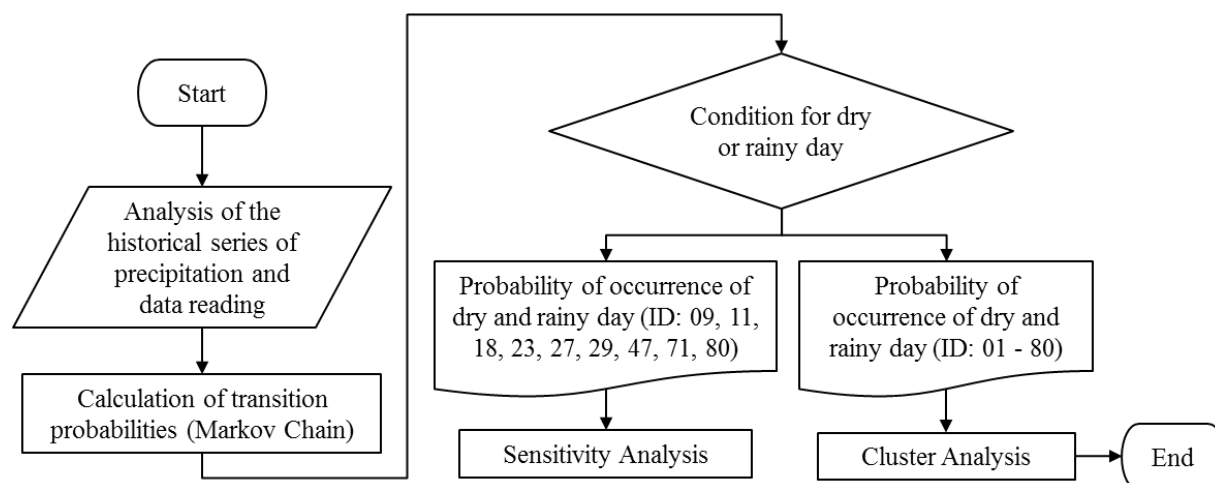 Start
Analysis of the
historical series of
precipitation and
data reading
Calculation of transition
probabilities (Markov Chain)
Condition for dry
or rainy day
Probability of occurrence of
dry and rainy day (ID: 09, 11,
18, 23, 27, 29, 47, 71, 80)
Sensitivity Analysis
Probability of
occurrence of dry and
rainy day (ID: 01 - 80)
Cluster Analysis
End